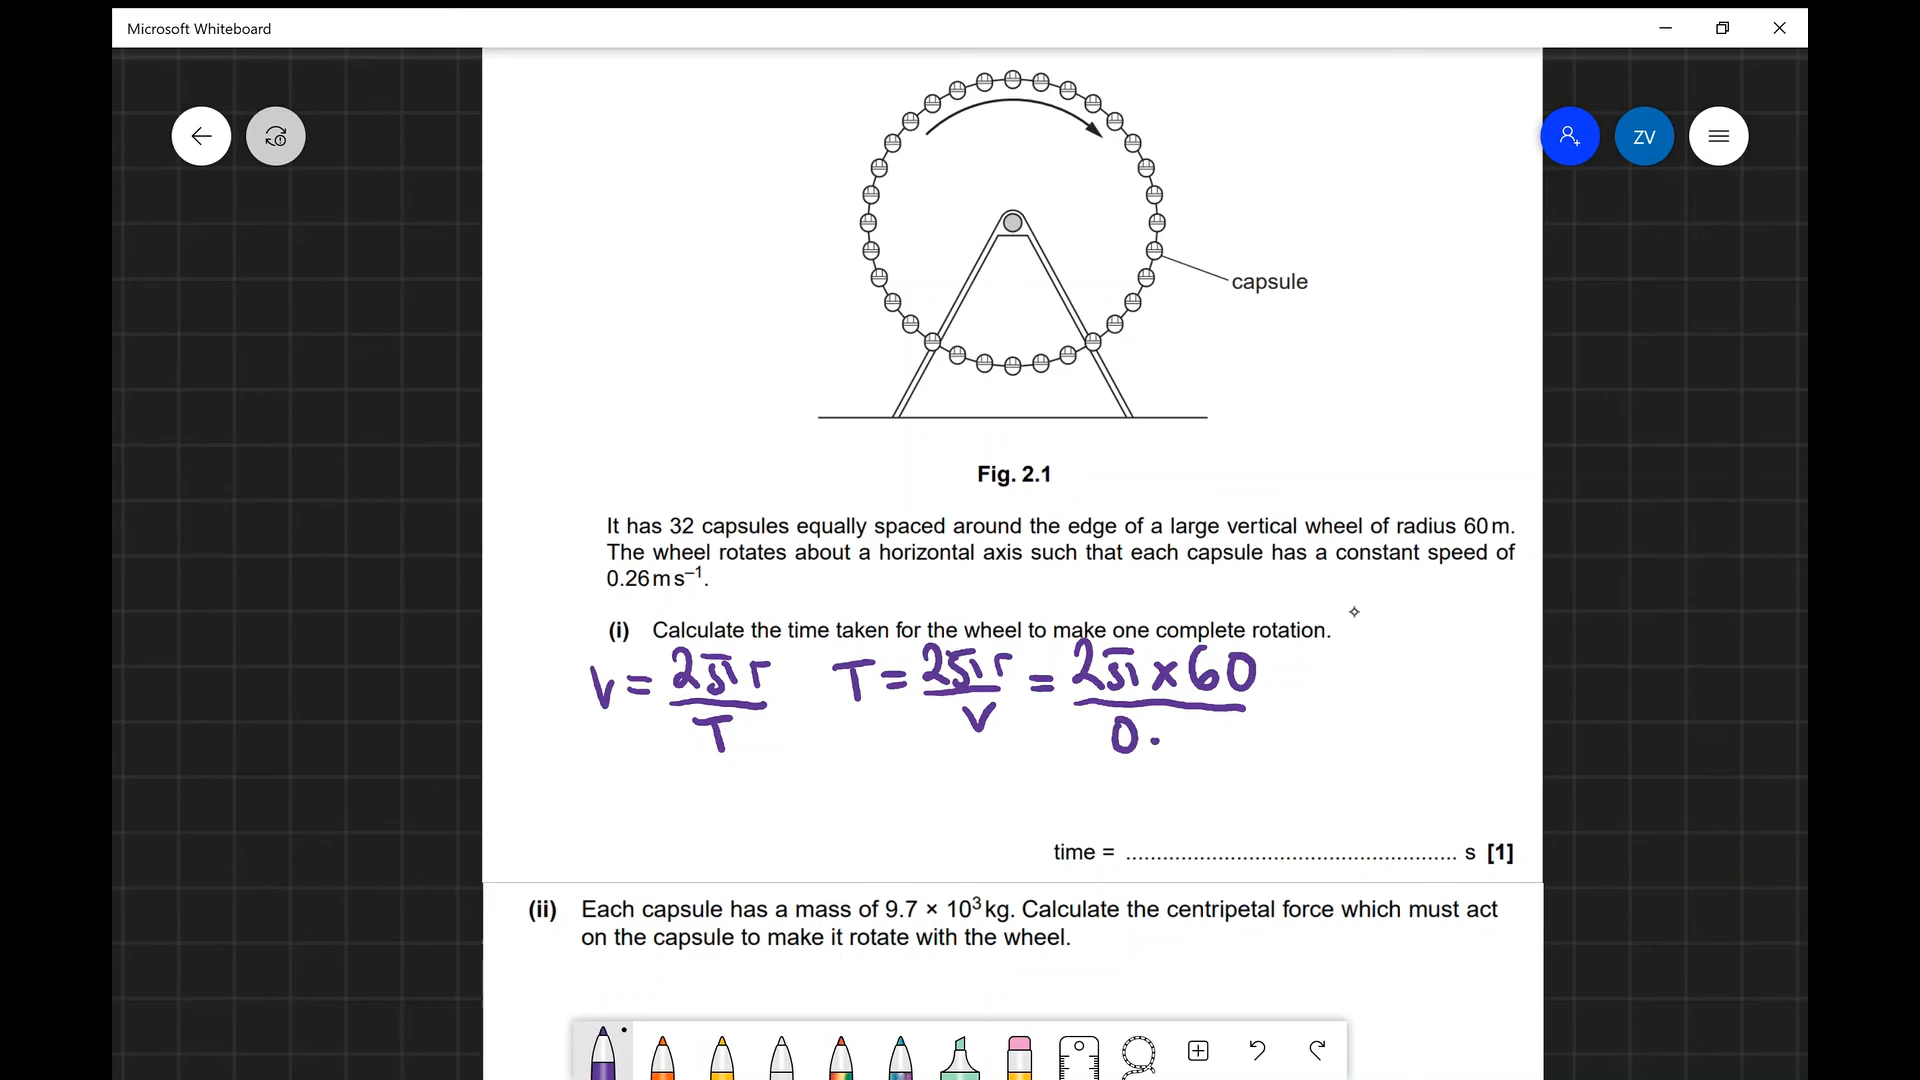 Microsoft Whiteboard
ZV
capsule
Fig. 2.1
It has 32 capsules equally spaced around the edge of a large vertical wheel of radius 60 m.
The wheel rotates about a horizontal axis such that each capsule has a constant speed of
0.26 m s⁻¹.
(i) Calculate the time taken for the wheel to make one complete rotation.
v = 2πr/T T = 2πr/v = 2π×60/0.
time = ...................................................... s [1]
(ii) Each capsule has a mass of 9.7 × 10³ kg. Calculate the centripetal force which must act
on the capsule to make it rotate with the wheel.